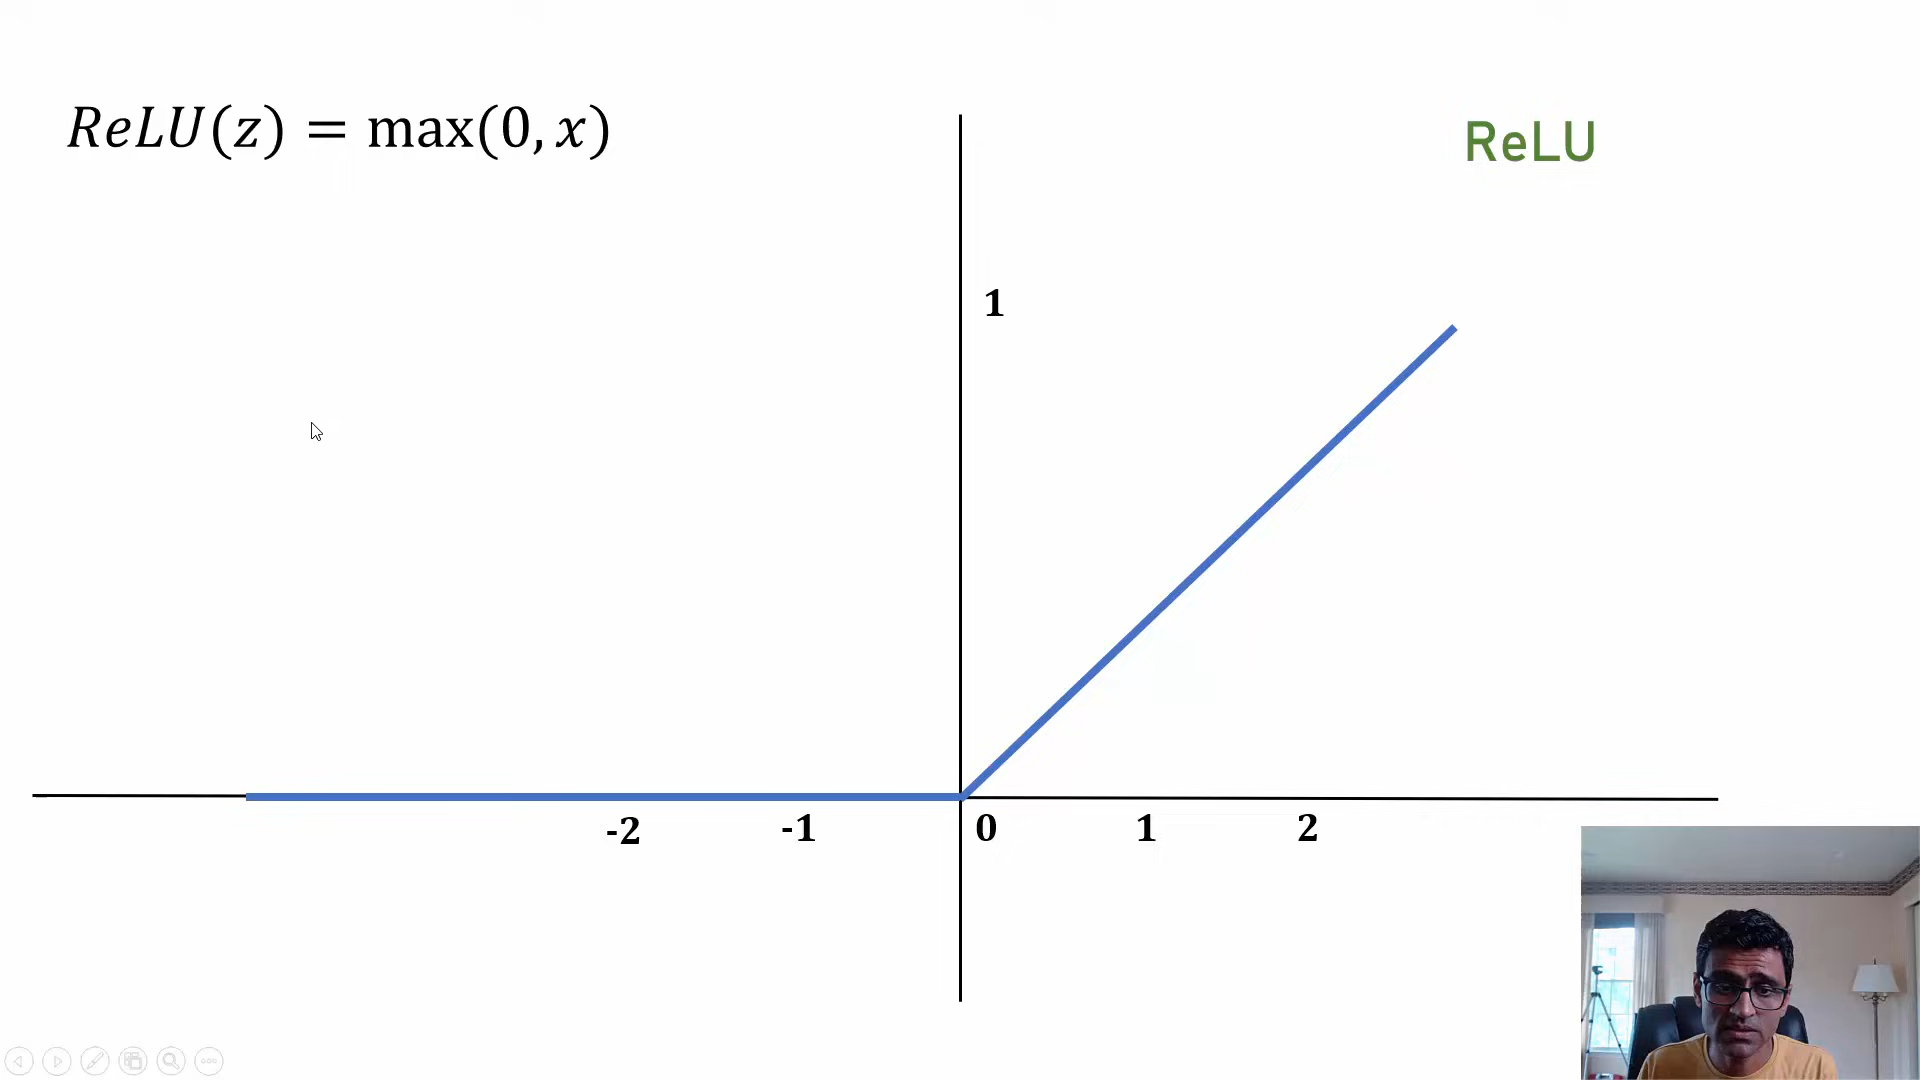 ReLU(z) = max(0, x)
ReLU
1
-2 -1 0 1 2